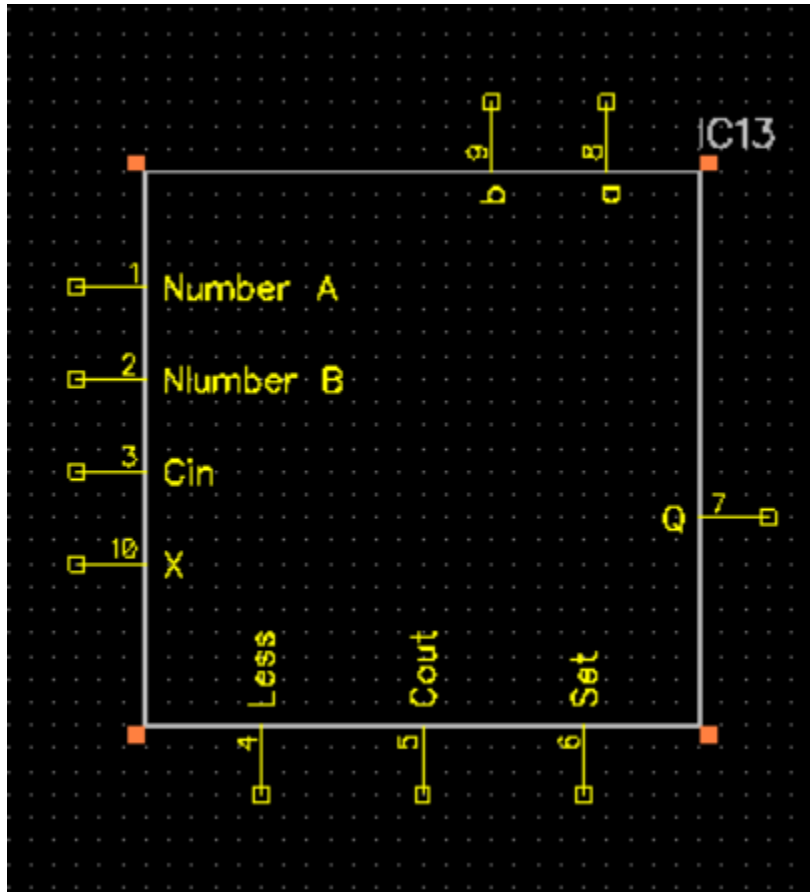 9 8
b a
IC13
1 Number A
2 Nlumber B
3 Cin
10 X
Q 7
Less Cout Set
4 5 6